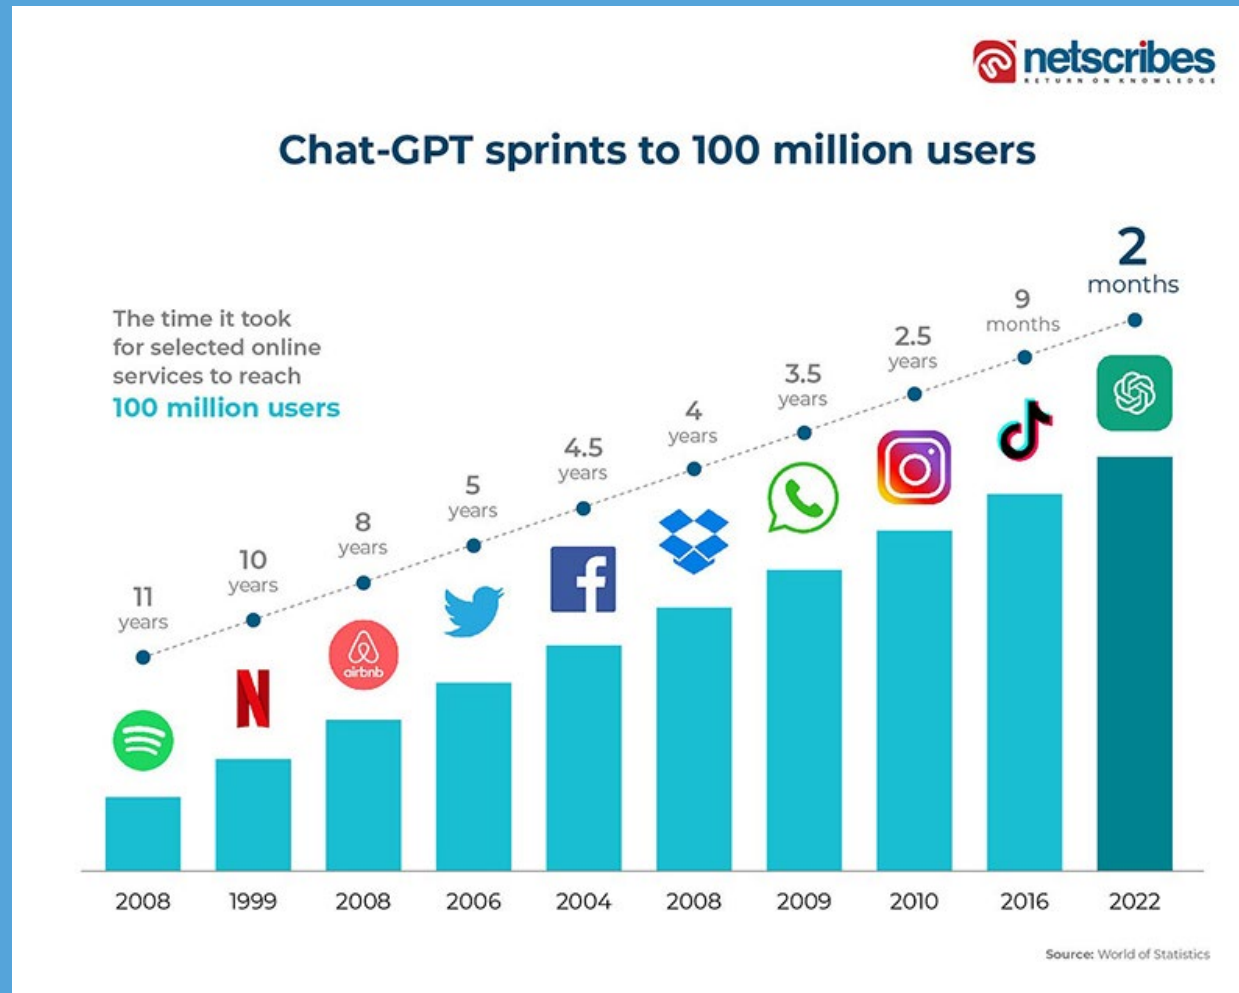 netscribes
RETURN ON KNOWLEDGE
Chat-GPT sprints to 100 million users
The time it took
for selected online
services to reach
100 million users
11
years
10
years
8
years
5
years
4.5
years
4
years
3.5
years
2.5
years
9
months
2
months
airbnb
2008
1999
2008
2006
2004
2008
2009
2010
2016
2022
Source: World of Statistics